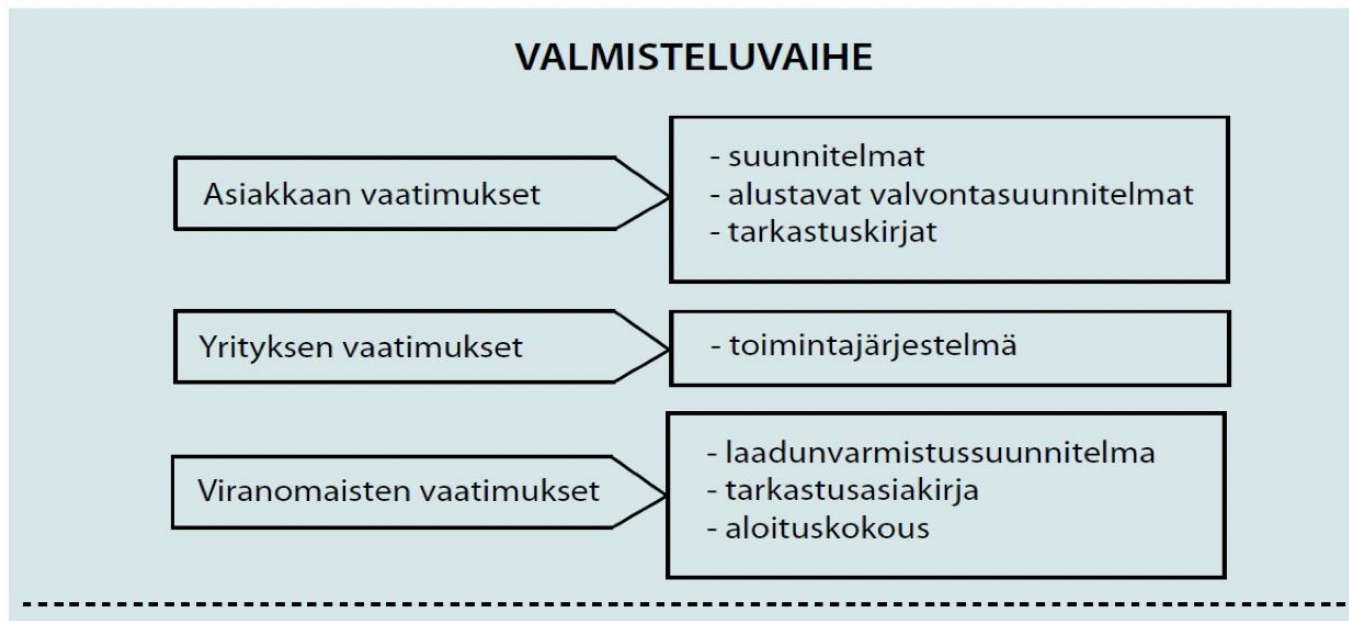 VALMISTELUVAIHE
Asiakkaan vaatimukset
- suunnitelmat
- alustavat valvontasuunnitelmat
- tarkastuskirjat
Yrityksen vaatimukset
- toimintajärjestelmä
Viranomaisten vaatimukset
- laadunvarmistussuunnitelma
- tarkastusasiakirja
- aloituskokous